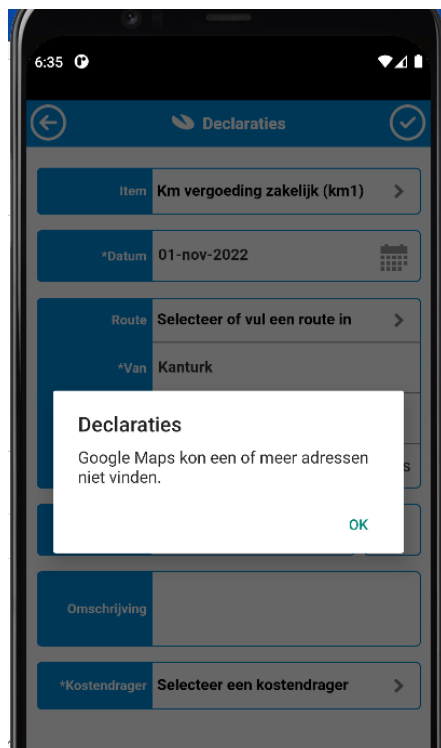 6:35
Declaraties
Item Km vergoeding zakelijk (km1)
*Datum 01-nov-2022
Route Selecteer of vul een route in
*Van Kanturk
Declaraties
Google Maps kon een of meer adressen
niet vinden.
s
OK
Omschrijving
*Kostendrager Selecteer een kostendrager